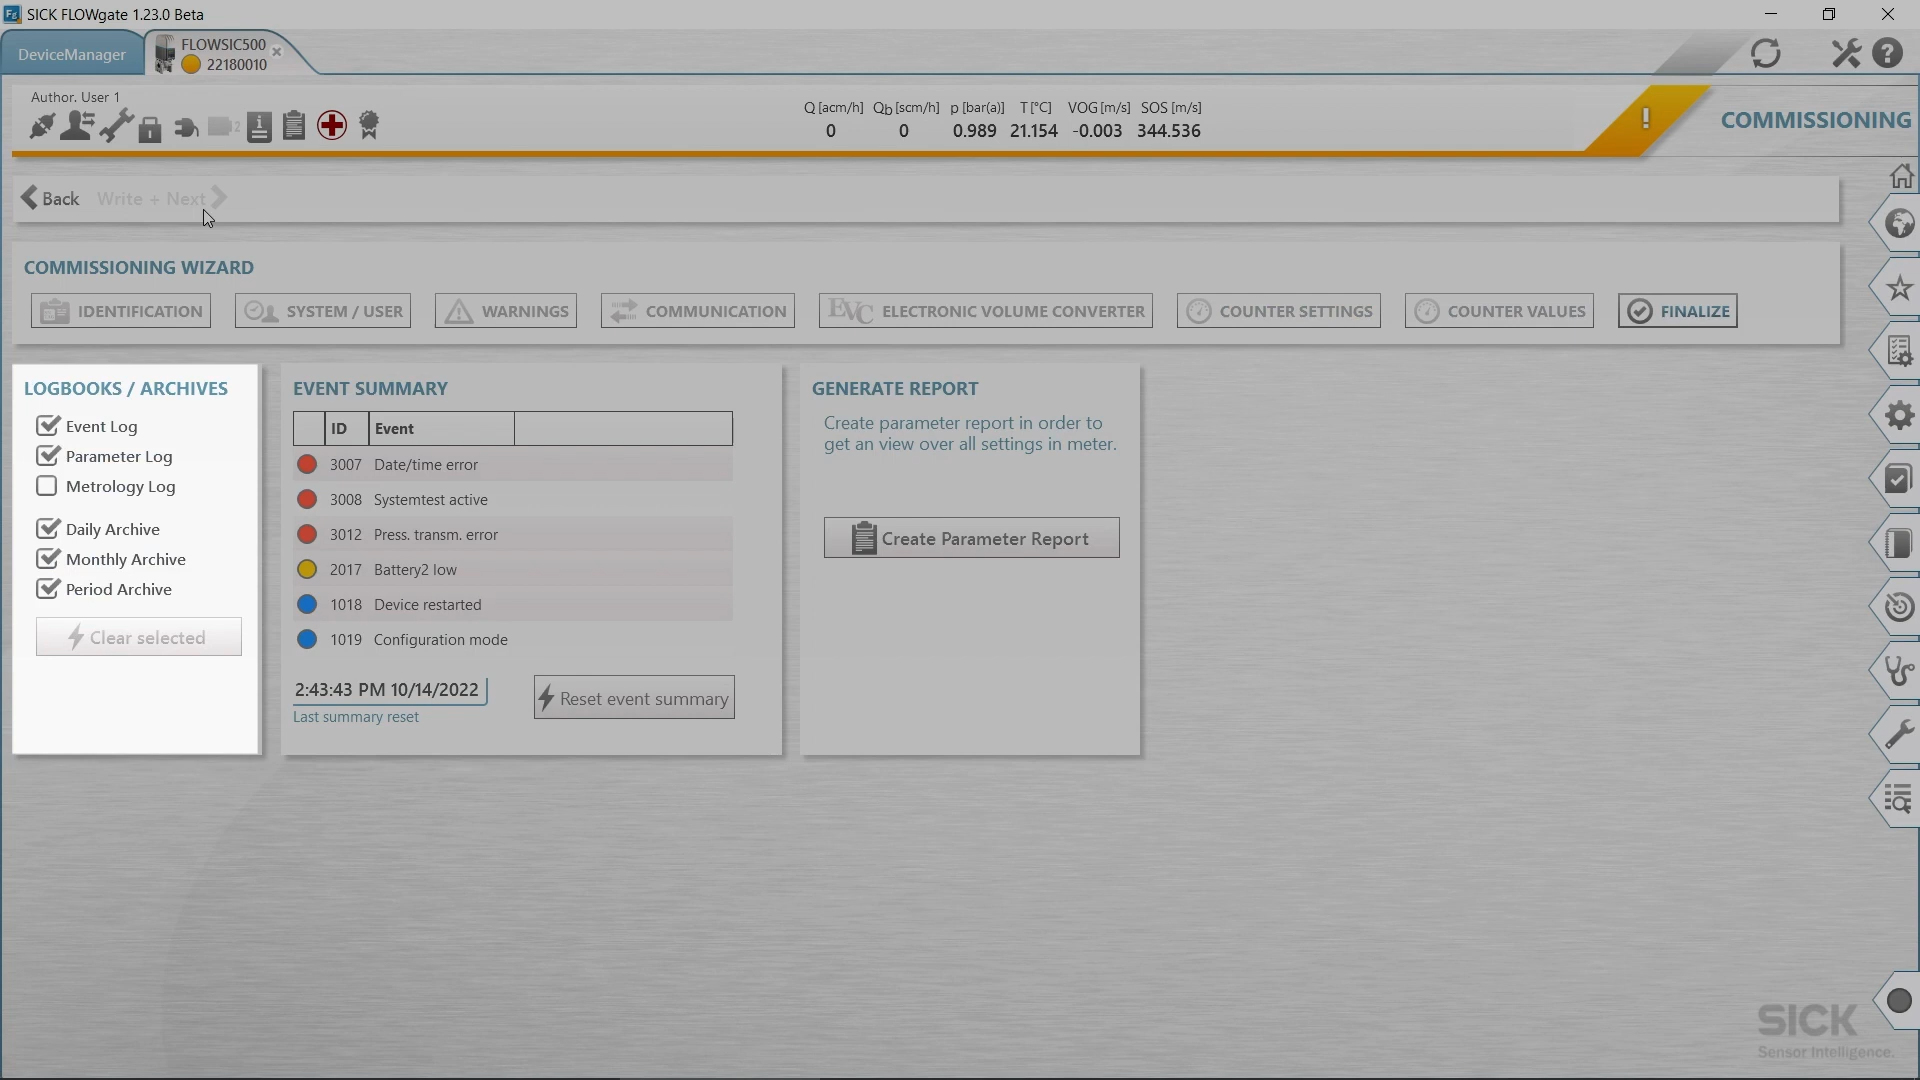 SICK FLOWgate 1.23.0 Beta
DeviceManager
FLOWSIC500
22180010
Author. User 1
Q [acm/h] Qb [scm/h] p [bar(a)] T [°C] VOG [m/s] SOS [m/s]
0 0 0.989 21.154 -0.003 344.536
COMMISSIONING
Back Write + Next
COMMISSIONING WIZARD
IDENTIFICATION SYSTEM / USER WARNINGS COMMUNICATION EVC ELECTRONIC VOLUME CONVERTER COUNTER SETTINGS COUNTER VALUES FINALIZE
LOGBOOKS / ARCHIVES
Event Log
Parameter Log
Metrology Log
Daily Archive
Monthly Archive
Period Archive
Clear selected
EVENT SUMMARY
ID Event
3007 Date/time error
3008 Systemtest active
3012 Press. transm. error
2017 Battery2 low
1018 Device restarted
1019 Configuration mode
2:43:43 PM 10/14/2022
Last summary reset
Reset event summary
GENERATE REPORT
Create parameter report in order to
get an view over all settings in meter.
Create Parameter Report
SICK
Sensor Intelligence.